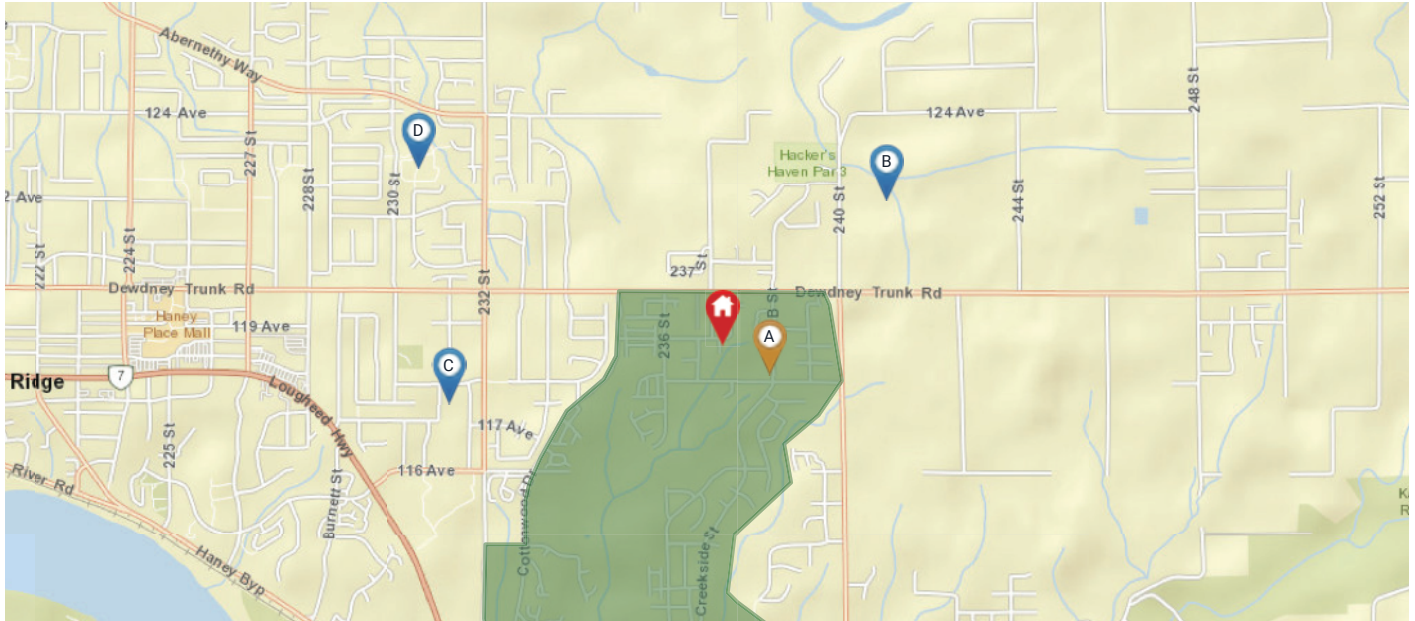 Abernethy Way
248 St
124 Ave
124 Ave
D
227 St
Hacker's
Haven Par 3
B
228 St
230 St
2 Ave
240 St
244 St
252 St
222 St
224 St
237 St
232 St
Dewdney Trunk Rd
Dewdney Trunk Rd
B St
Haney
Place Mall
119 Ave
236 St
A
C
Ridge
7
Lougheed Hwy
225 St
117 Ave
116 Ave
River Rd
Burnett St
Cottonwood Dr
Creekside St
Haney Byp